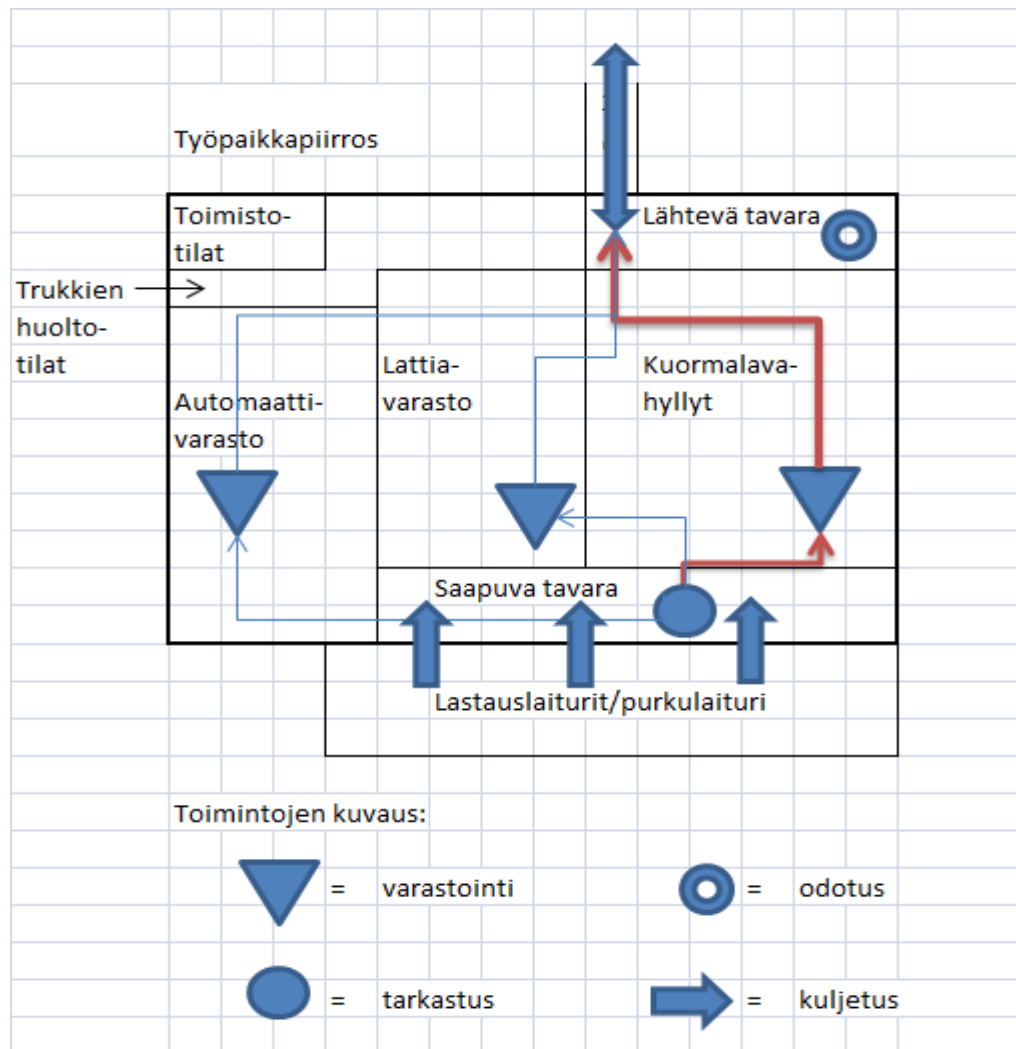 Työpaikkapiirros
Toimisto-
tilat
Lähtevä tavara
Trukkien
huolto-
tilat
Lattia-
varasto
Kuormalava-
hyllyt
Automaatti-
varasto
Saapuva tavara
Lastauslaiturit/purkulaituri
Toimintojen kuvaus:
= varastointi
= odotus
= tarkastus
= kuljetus